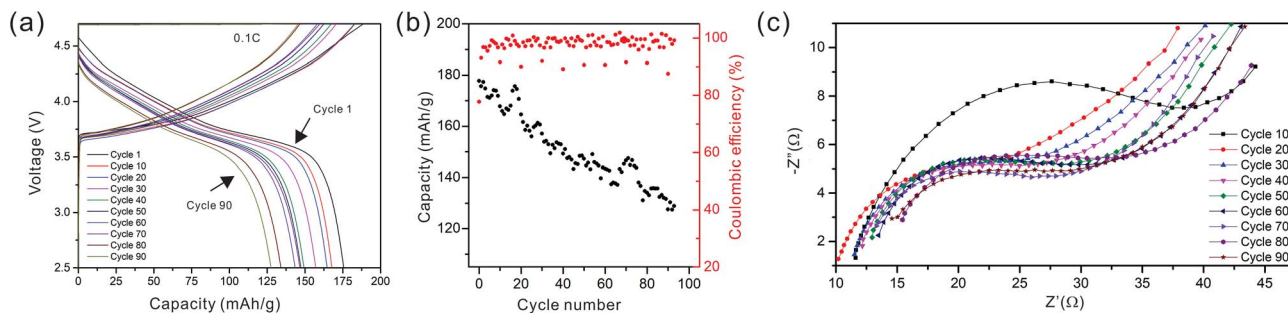 (a)
0.1C
4.5
4.0
3.5
3.0
2.5
Voltage (V)
Cycle 1
Cycle 90
Cycle 1
Cycle 10
Cycle 20
Cycle 30
Cycle 40
Cycle 50
Cycle 60
Cycle 70
Cycle 80
Cycle 90
0 25 50 75 100 125 150 175 200
Capacity (mAh/g)
(b)
200
180
160
140
120
Capacity (mAh/g)
100
80
60
40
20
Coulombic efficiency (%)
0 20 40 60 80 100
Cycle number
(c)
10
8
6
4
2
-Z''(Ω)
Cycle 10
Cycle 20
Cycle 30
Cycle 40
Cycle 50
Cycle 60
Cycle 70
Cycle 80
Cycle 90
10 15 20 25 30 35 40 45
Z'(Ω)